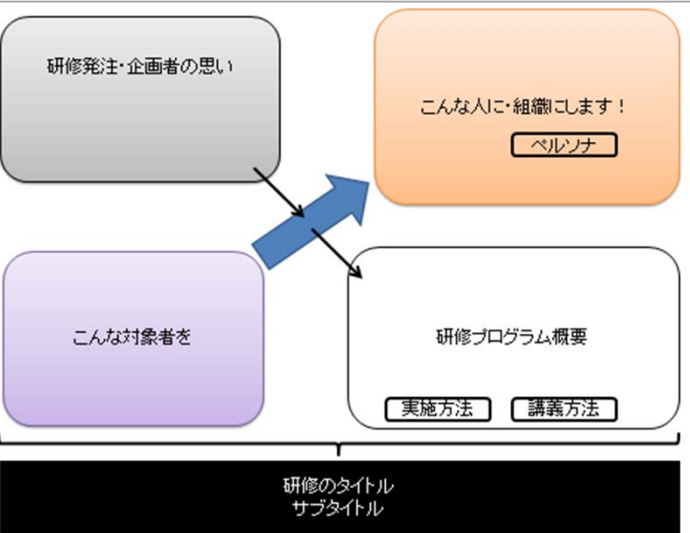 研修発注・企画者の思い
こんな人に・組織にします！
ペルソナ
こんな対象者を
研修プログラム概要
実施方法
講義方法
研修のタイトル
サブタイトル